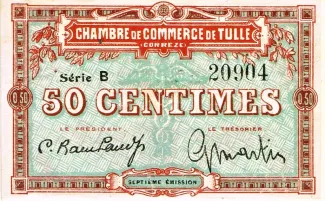 CHAMBRE DE COMMERCE DE TULLE
(CORRÈZE)
Série B 20904
0.50 50 CENTIMES 0.50
LE PRÉSIDENT, LE TRÉSORIER
SEPTIÈME ÉMISSION